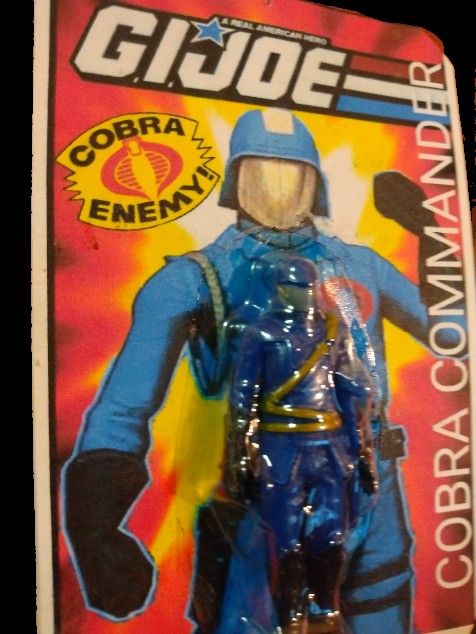 A REAL AMERICAN HERO
G.I. JOE
COBRA
ENEMY!
COBRA COMMANDER